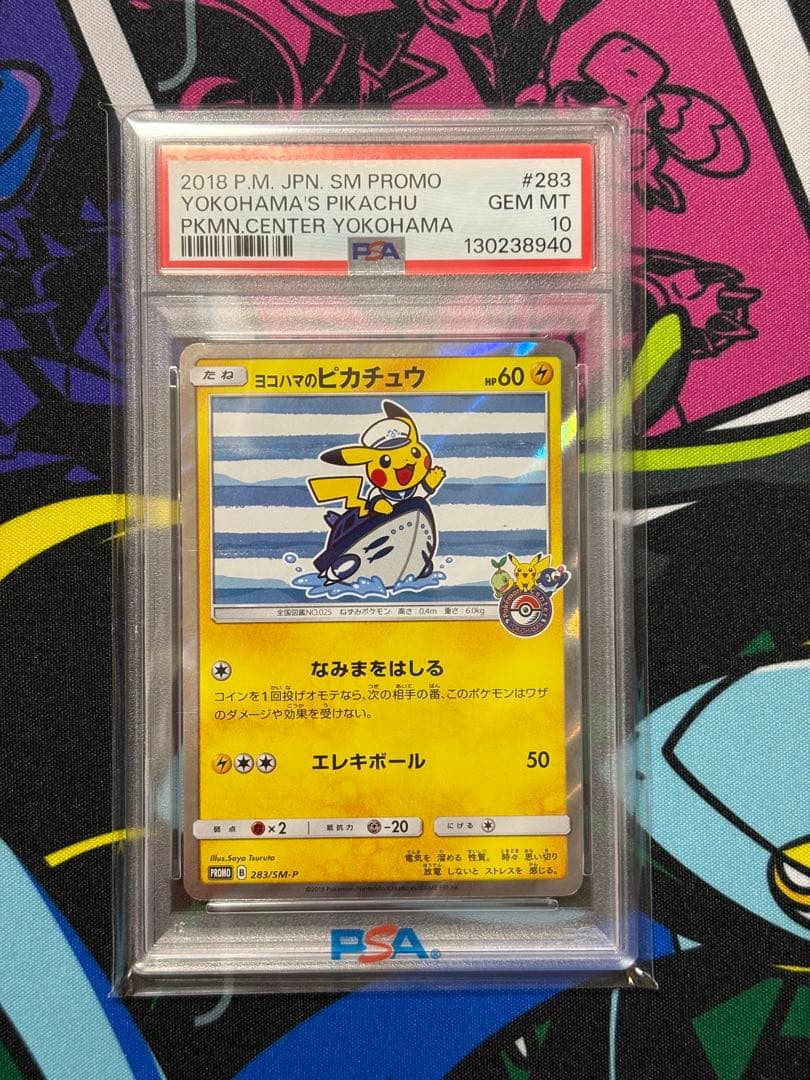 2018 P.M. JPN. SM PROMO #283
YOKOHAMA'S PIKACHU GEM MT
PKMN.CENTER YOKOHAMA 10
PSA 130238940
たね ヨコハマのピカチュウ HP60
全国図鑑NO.025 ねずみポケモン 高さ:0.4m 重さ:6.0kg
なみまをはしる
コインを1回投げオモテなら、次の相手の番、このポケモンはワザ
のダメージや効果を受けない。
エレキボール 50
弱点 ×2 抵抗力 -20 にげる
Illus.Saya Tsuruta
電気を 溜める 性質。 時々 思い切り
放電 しないと ストレスを 感じる。
PROMO B 283/SM-P
©2018 Pokémon/Nintendo/Creatures/GAME FREAK
PSA®